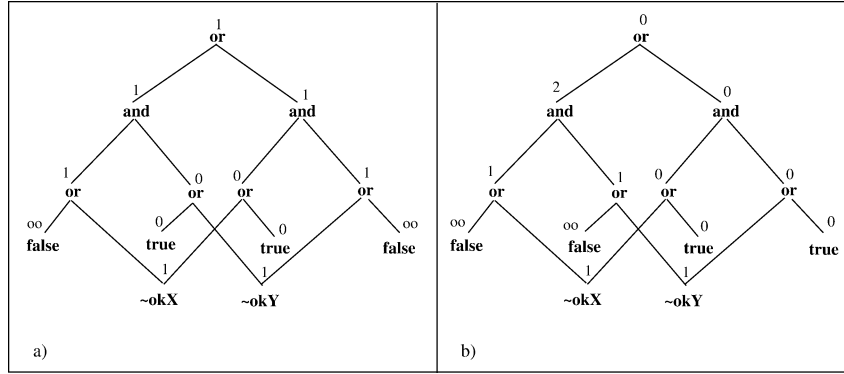 1
or
1 1
and and
1 0 0 1
or or or or
oo 0 0 oo
false true true false
1 1
~okX ~okY
a)
0
or
2 0
and and
1 1 0 0
or or or or
oo oo 0 0
false false true true
1 1
~okX ~okY
b)